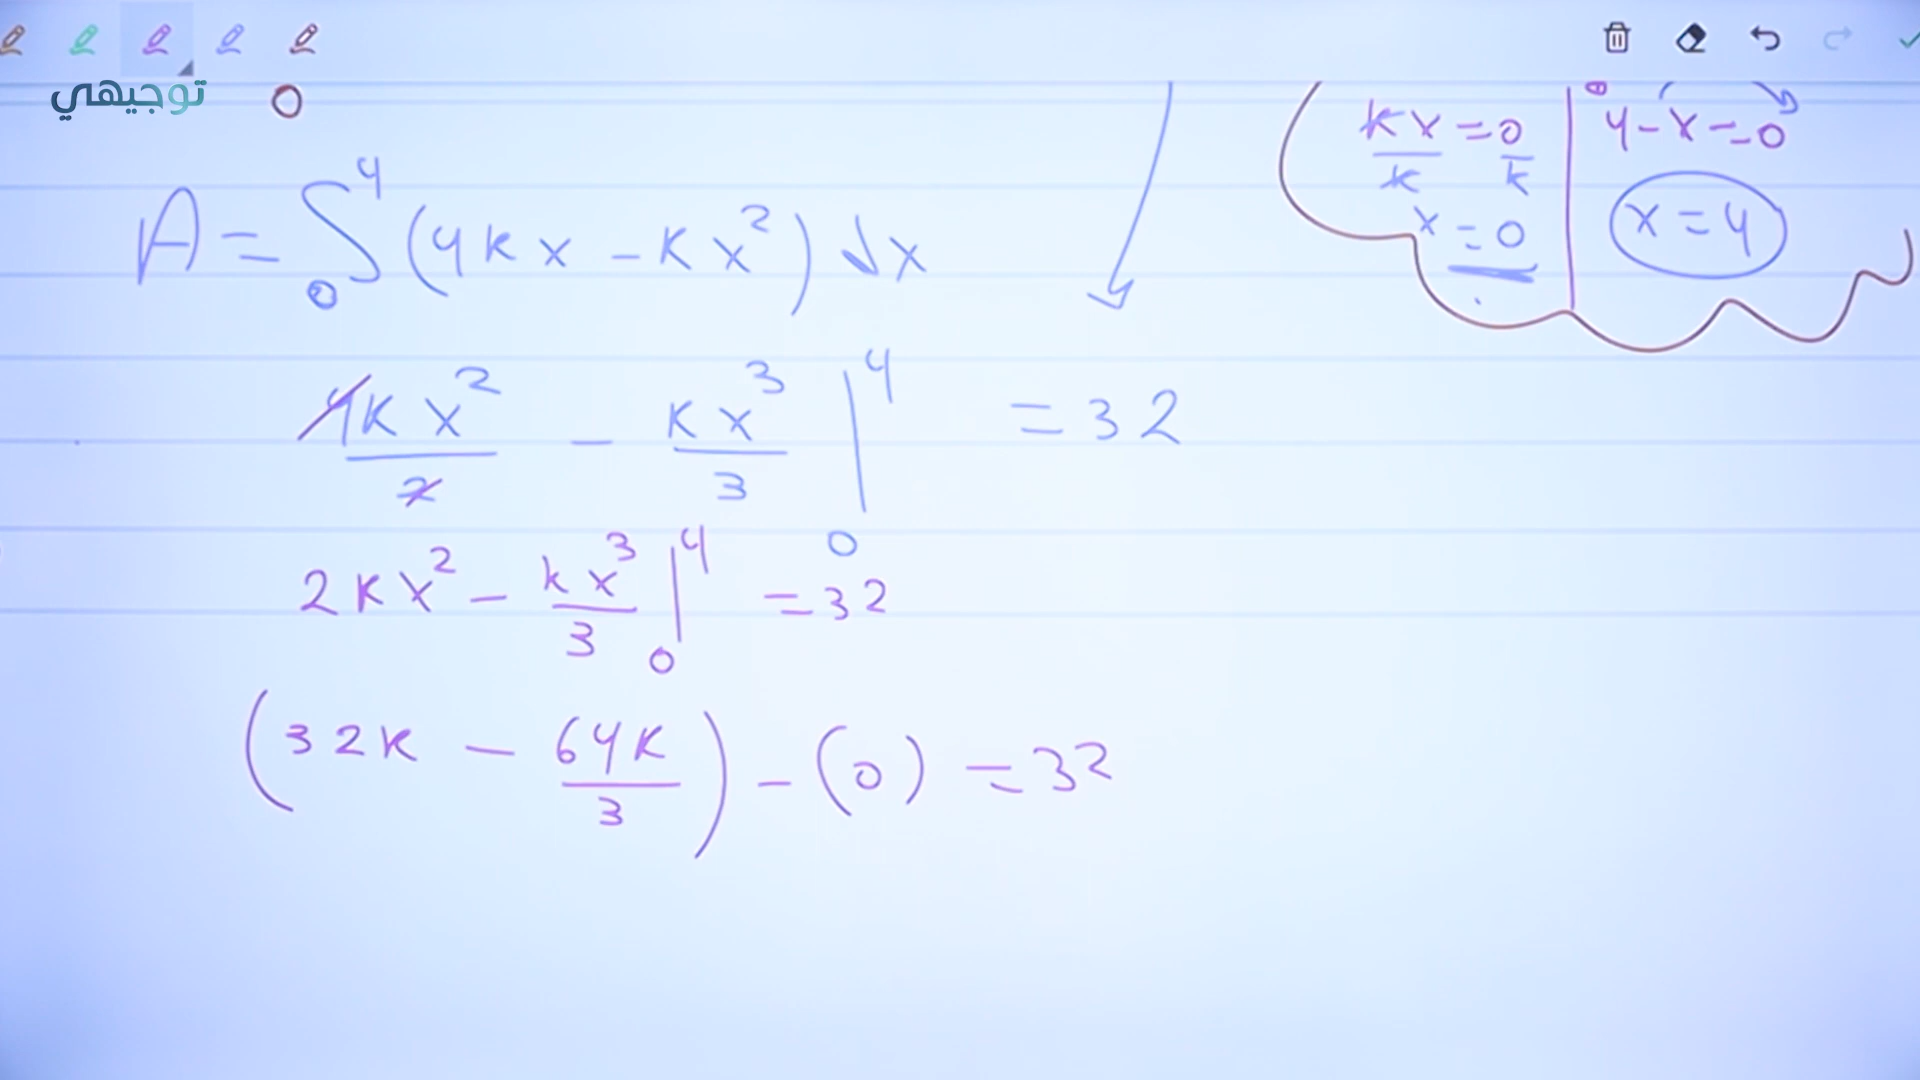 توجيهي
0
kx = 0
k k
x = 0
4 - x = 0
x = 4
A = ∫₀⁴ (4kx - kx²) dx
4kx²/2 - kx³/3 |₀⁴ = 32
2kx² - kx³/3 |₀⁴ = 32
(32k - 64k/3) - (0) = 32